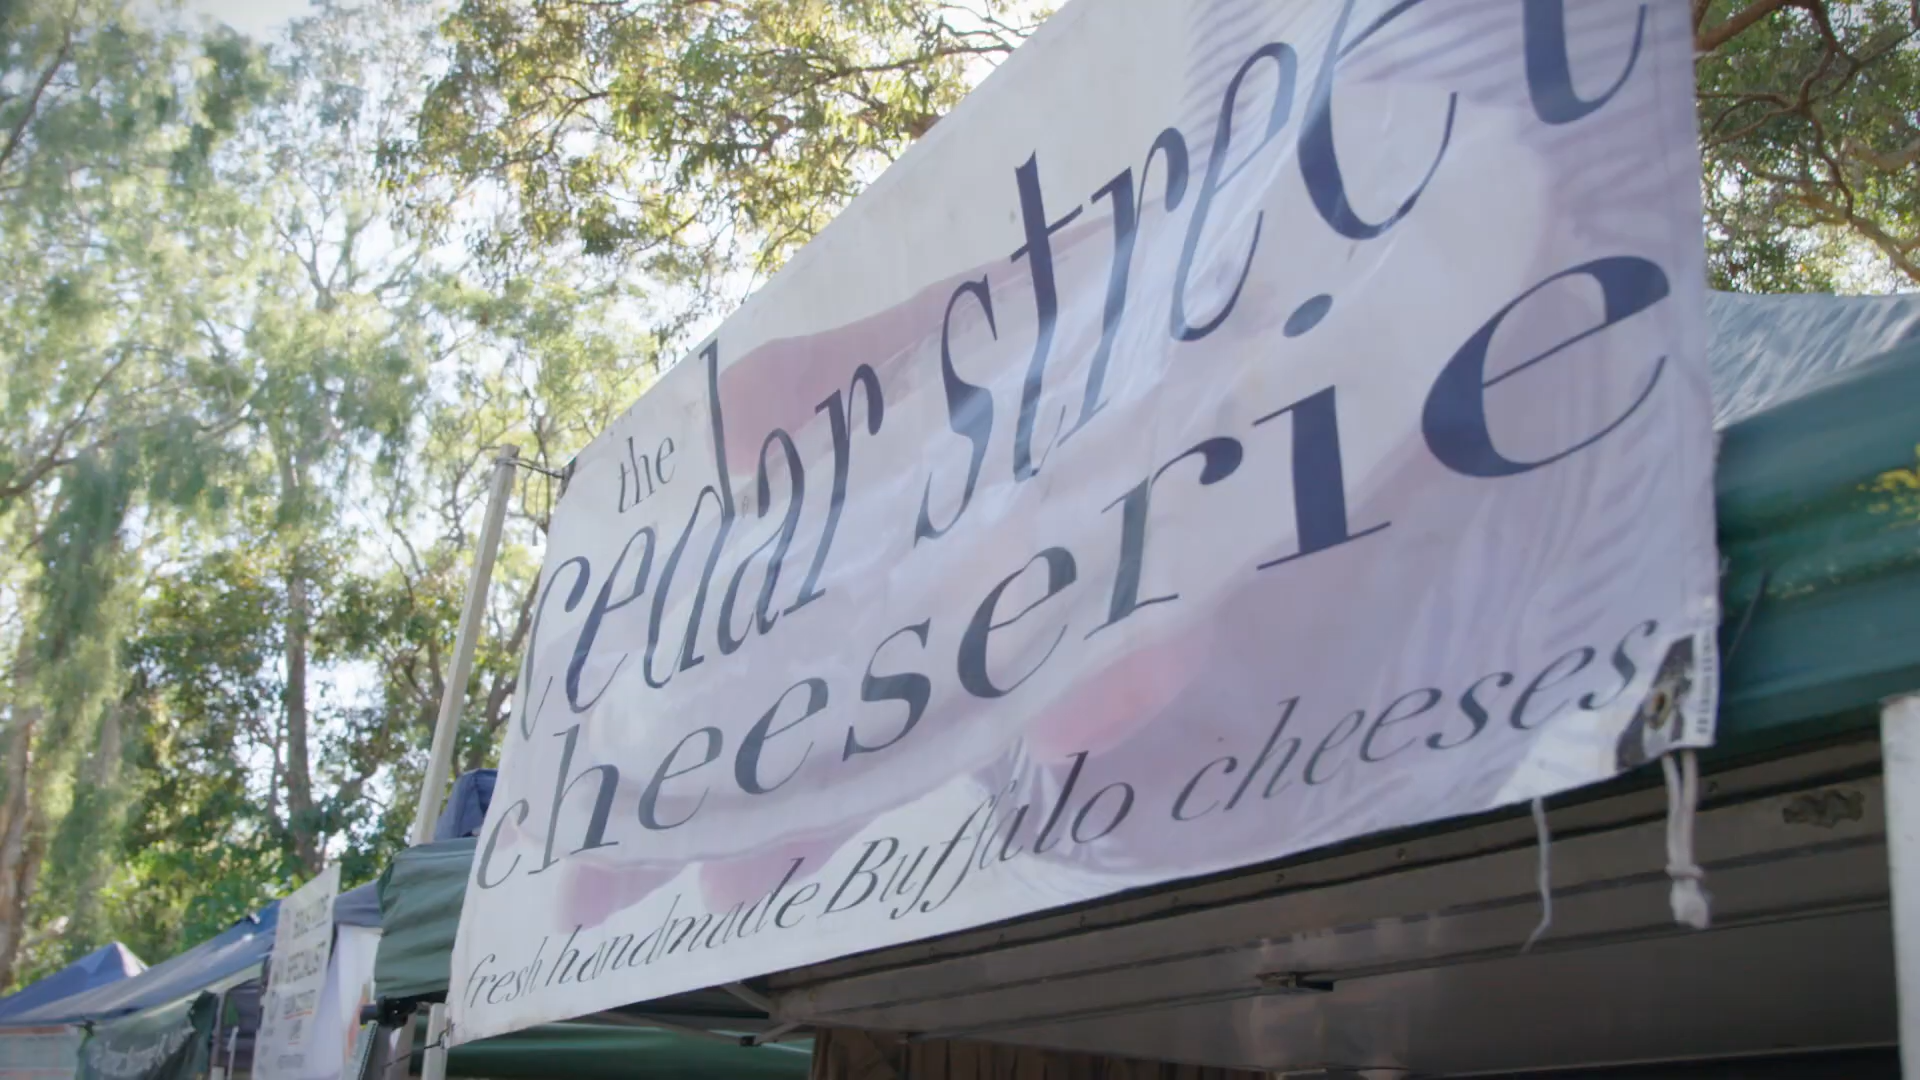 the
cedar street
cheeserie
fresh handmade Buffalo cheeses